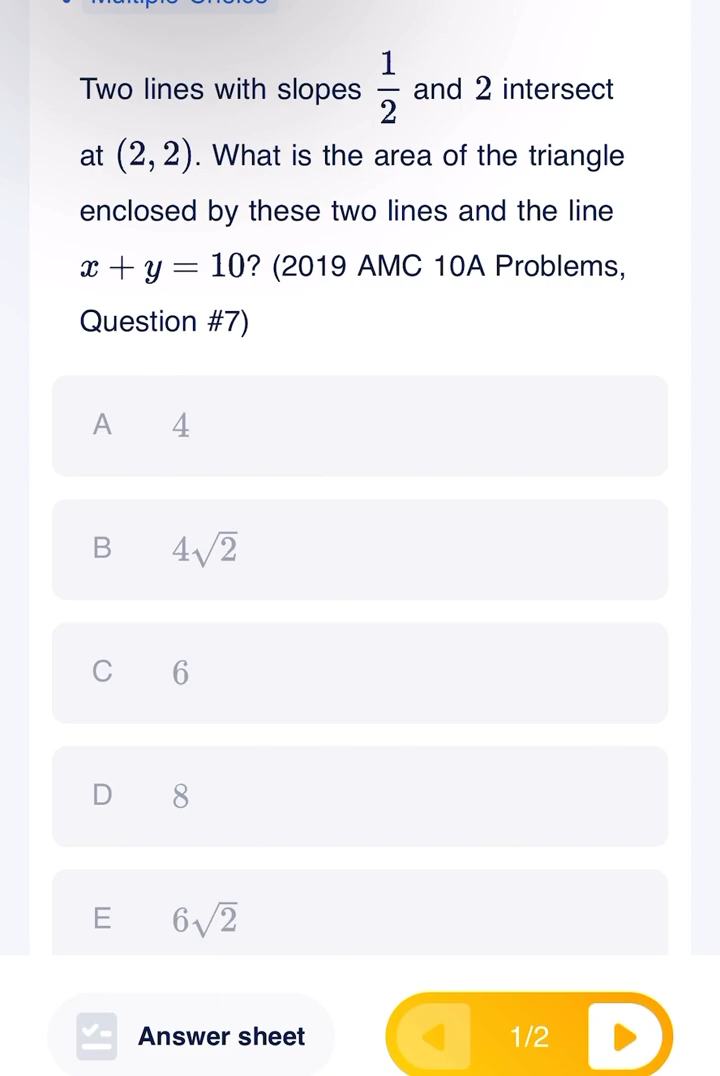 Two lines with slopes 1/2 and 2 intersect
at (2, 2). What is the area of the triangle
enclosed by these two lines and the line
x + y = 10? (2019 AMC 10A Problems,
Question #7)
A 4
B 4√2
C 6
D 8
E 6√2
Answer sheet
1/2